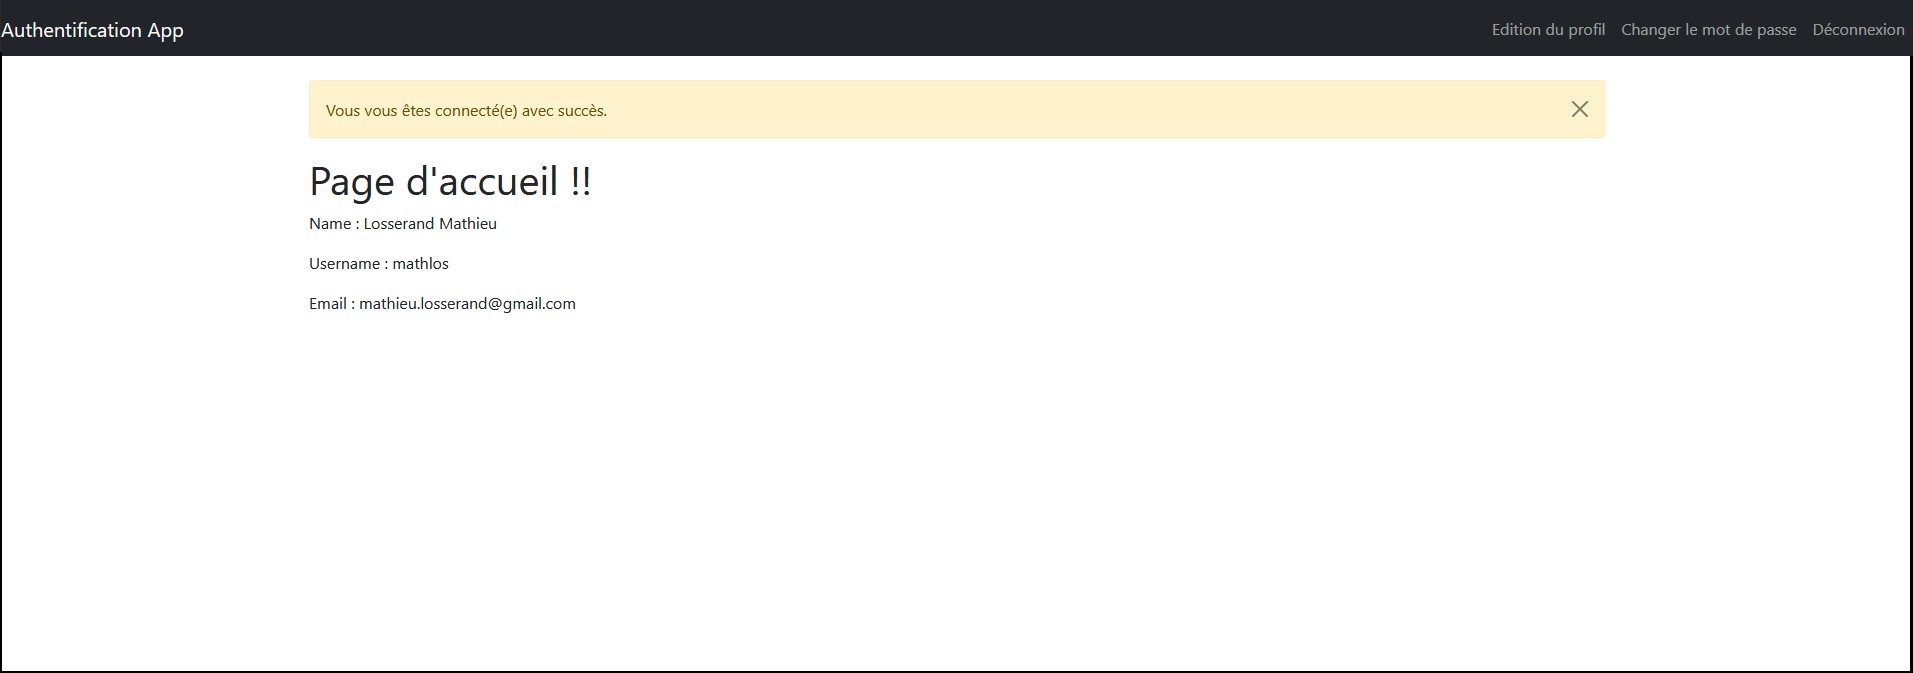 Authentification App
Edition du profil Changer le mot de passe Déconnexion
Vous vous êtes connecté(e) avec succès.
Page d'accueil !!
Name : Losserand Mathieu
Username : mathlos
Email : mathieu.losserand@gmail.com